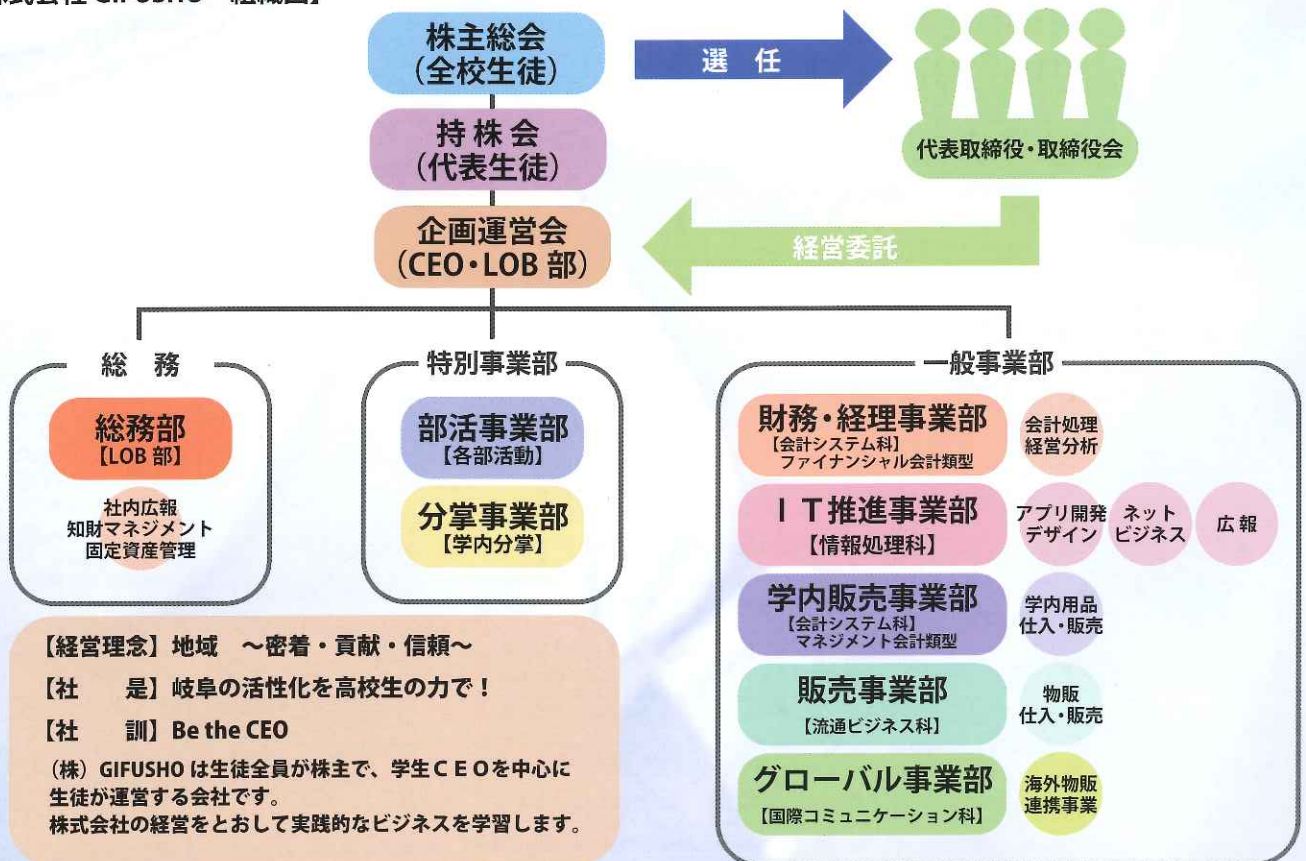 株式会社 GIFUSHO 組織図】
株主総会
（全校生徒）
選 任
代表取締役・取締役会
持 株 会
（代表生徒）
企画運営会
（CEO・LOB 部）
経営委託
総 務
総務部
【LOB 部】
社内広報
知財マネジメント
固定資産管理
特別事業部
部活事業部
【各部活動】
分掌事業部
【学内分掌】
一般事業部
財務・経理事業部
【会計システム科】
ファイナンシャル会計類型
会計処理
経営分析
ＩＴ推進事業部
【情報処理科】
アプリ開発
デザイン
ネット
ビジネス
広 報
学内販売事業部
【会計システム科】
マネジメント会計類型
学内用品
仕入・販売
販売事業部
【流通ビジネス科】
物販
仕入・販売
グローバル事業部
【国際コミュニケーション科】
海外物販
連携事業
【経営理念】地域 ～密着・貢献・信頼～
【社 是】岐阜の活性化を高校生の力で！
【社 訓】Be the CEO
（株）GIFUSHO は生徒全員が株主で、学生ＣＥＯを中心に
生徒が運営する会社です。
株式会社の経営をとおして実践的なビジネスを学習します。